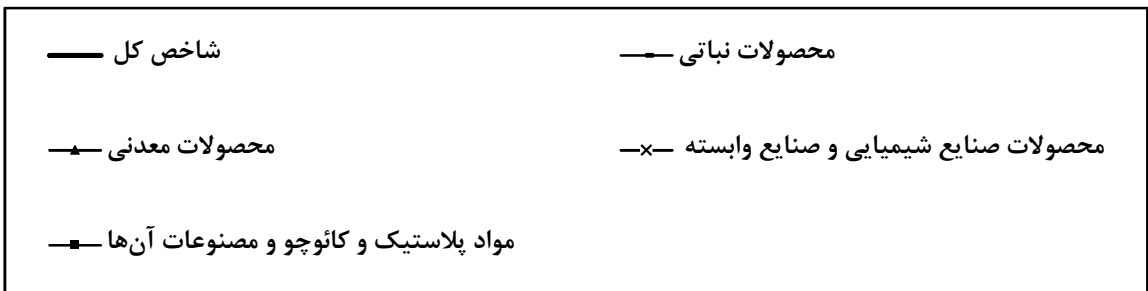 شاخص کل
محصولات نباتی
محصولات معدنی
محصولات صنایع شیمیایی و صنایع وابسته
مواد پلاستیک و کائوچو و مصنوعات آن‌ها